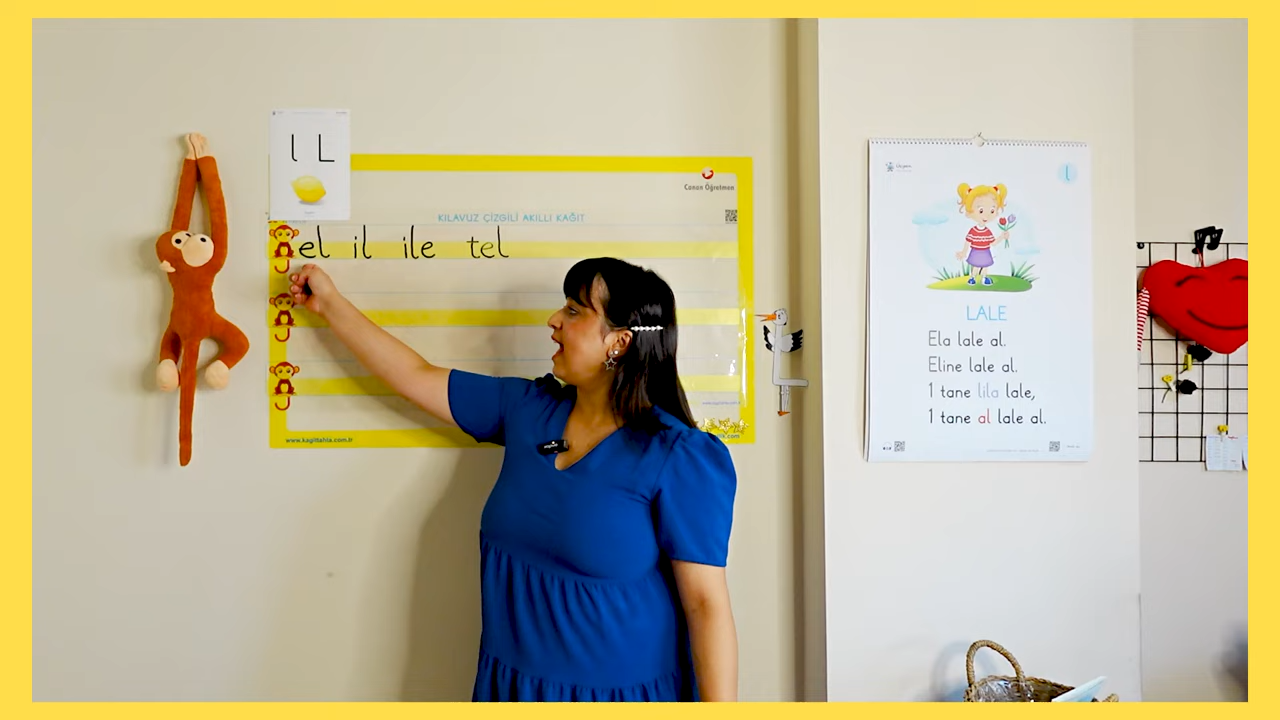 l L
Canan Öğretmen
KILAVUZ ÇİZGİLİ AKILLI KAĞIT
el il ile tel
www.kagittahta.com.tr
l
LALE
Ela lale al.
Eline lale al.
1 tane lila lale,
1 tane al lale al.